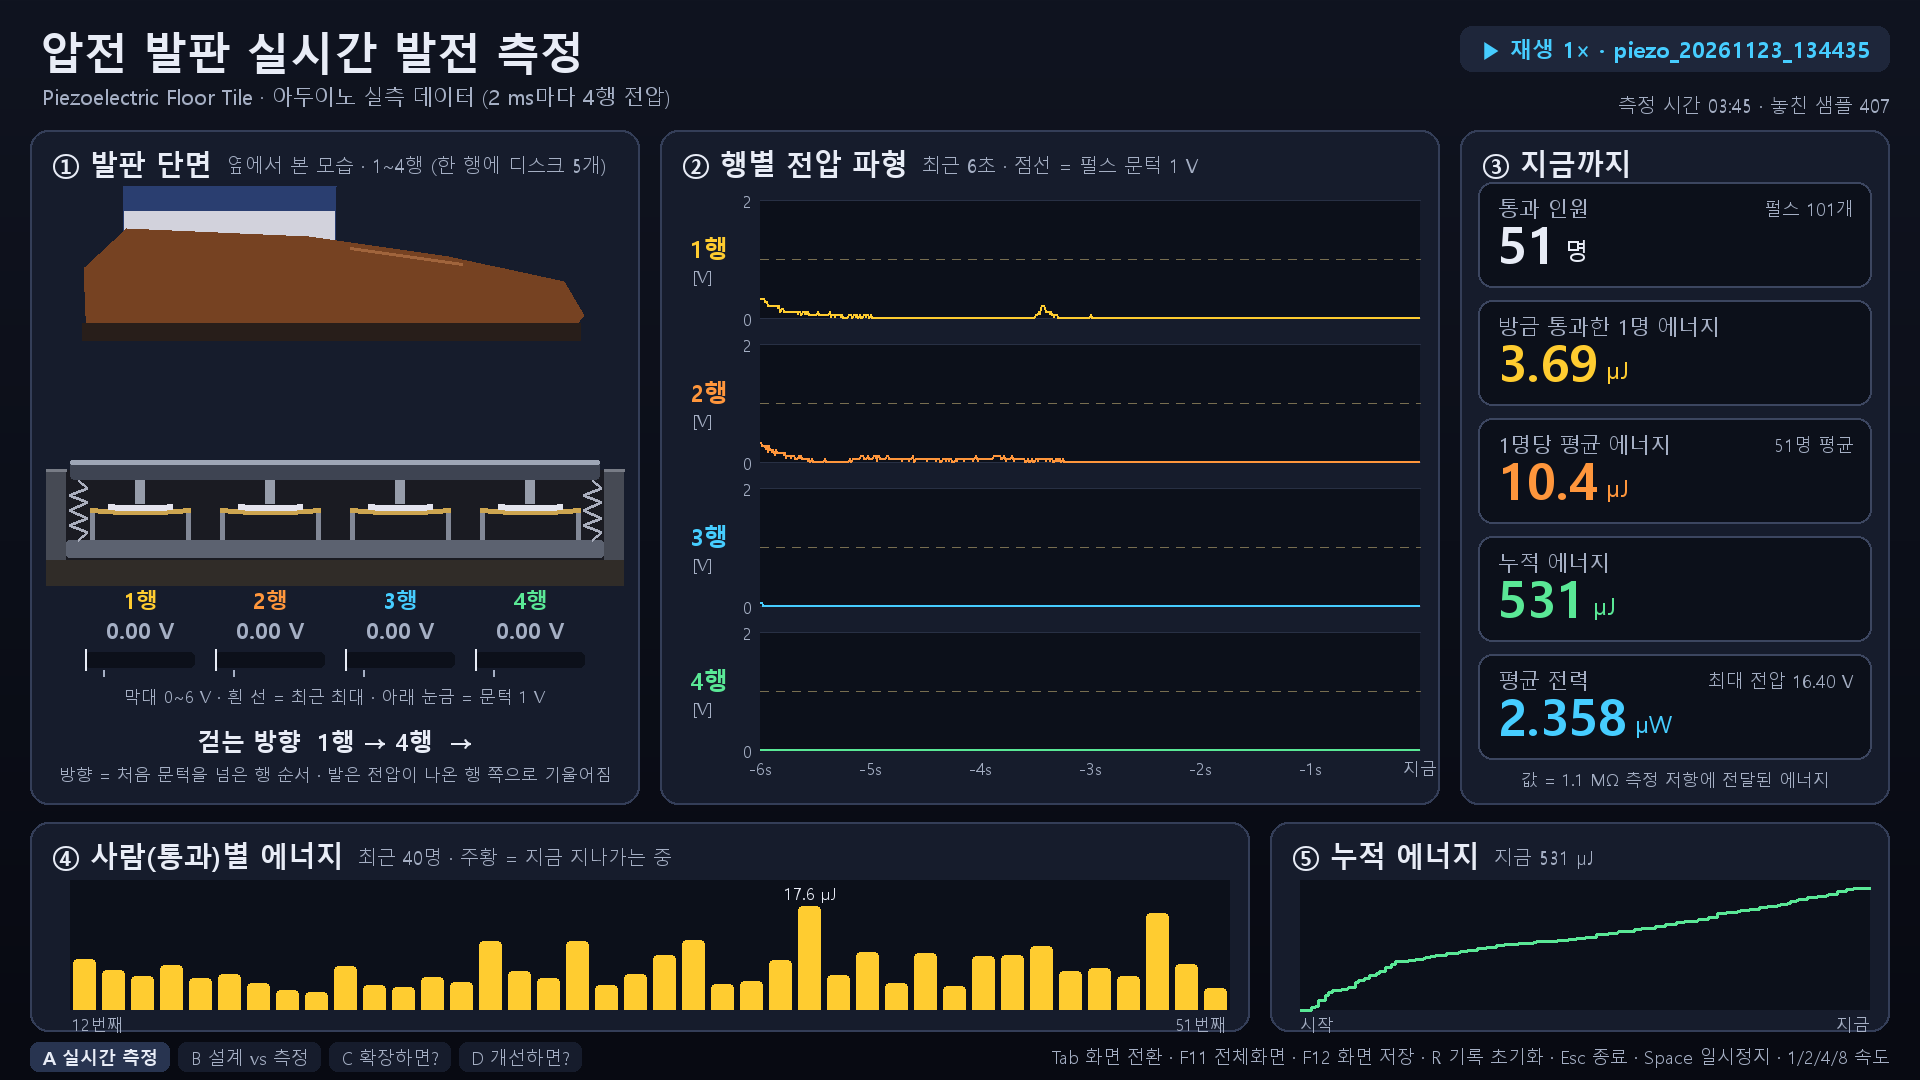 압전 발판 실시간 발전 측정
Piezoelectric Floor Tile · 아두이노 실측 데이터 (2 ms마다 4행 전압)
▶ 재생 1× · piezo_20261123_134435
측정 시간 03:45 · 놓친 샘플 407
① 발판 단면 옆에서 본 모습 · 1~4행 (한 행에 디스크 5개)
1행 2행 3행 4행
0.00 V 0.00 V 0.00 V 0.00 V
막대 0~6 V · 흰 선 = 최근 최대 · 아래 눈금 = 문턱 1 V
걷는 방향 1행 → 4행 →
방향 = 처음 문턱을 넘은 행 순서 · 발은 전압이 나온 행 쪽으로 기울어짐
② 행별 전압 파형 최근 6초 · 점선 = 펄스 문턱 1 V
2
1행
[V]
0
2
2행
[V]
0
2
3행
[V]
0
2
4행
[V]
0
-6s -5s -4s -3s -2s -1s 지금
③ 지금까지
통과 인원 펄스 101개
51 명
방금 통과한 1명 에너지
3.69 µJ
1명당 평균 에너지 51명 평균
10.4 µJ
누적 에너지
531 µJ
평균 전력 최대 전압 16.40 V
2.358 µW
값 = 1.1 MΩ 측정 저항에 전달된 에너지
④ 사람(통과)별 에너지 최근 40명 · 주황 = 지금 지나가는 중
17.6 µJ
12번째 51번째
⑤ 누적 에너지 지금 531 µJ
시작 지금
A 실시간 측정 B 설계 vs 측정 C 확장하면? D 개선하면?
Tab 화면 전환 · F11 전체화면 · F12 화면 저장 · R 기록 초기화 · Esc 종료 · Space 일시정지 · 1/2/4/8 속도